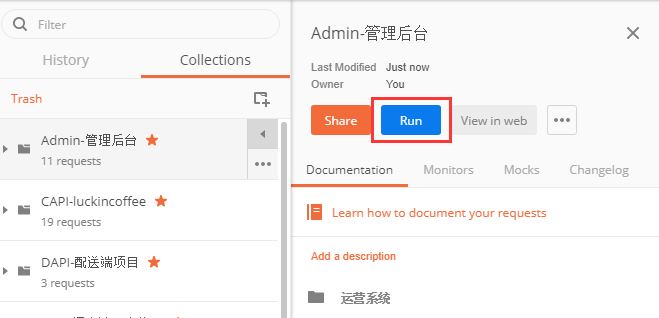 Filter
History
Collections
Trash
Admin-管理后台
11 requests
CAPI-luckincoffee
19 requests
DAPI-配送端项目
3 requests
Admin-管理后台
Last Modified Just now
Owner You
Share
Run
View in web
Documentation
Monitors
Mocks
Changelog
Learn how to document your requests
Add a description
运营系统